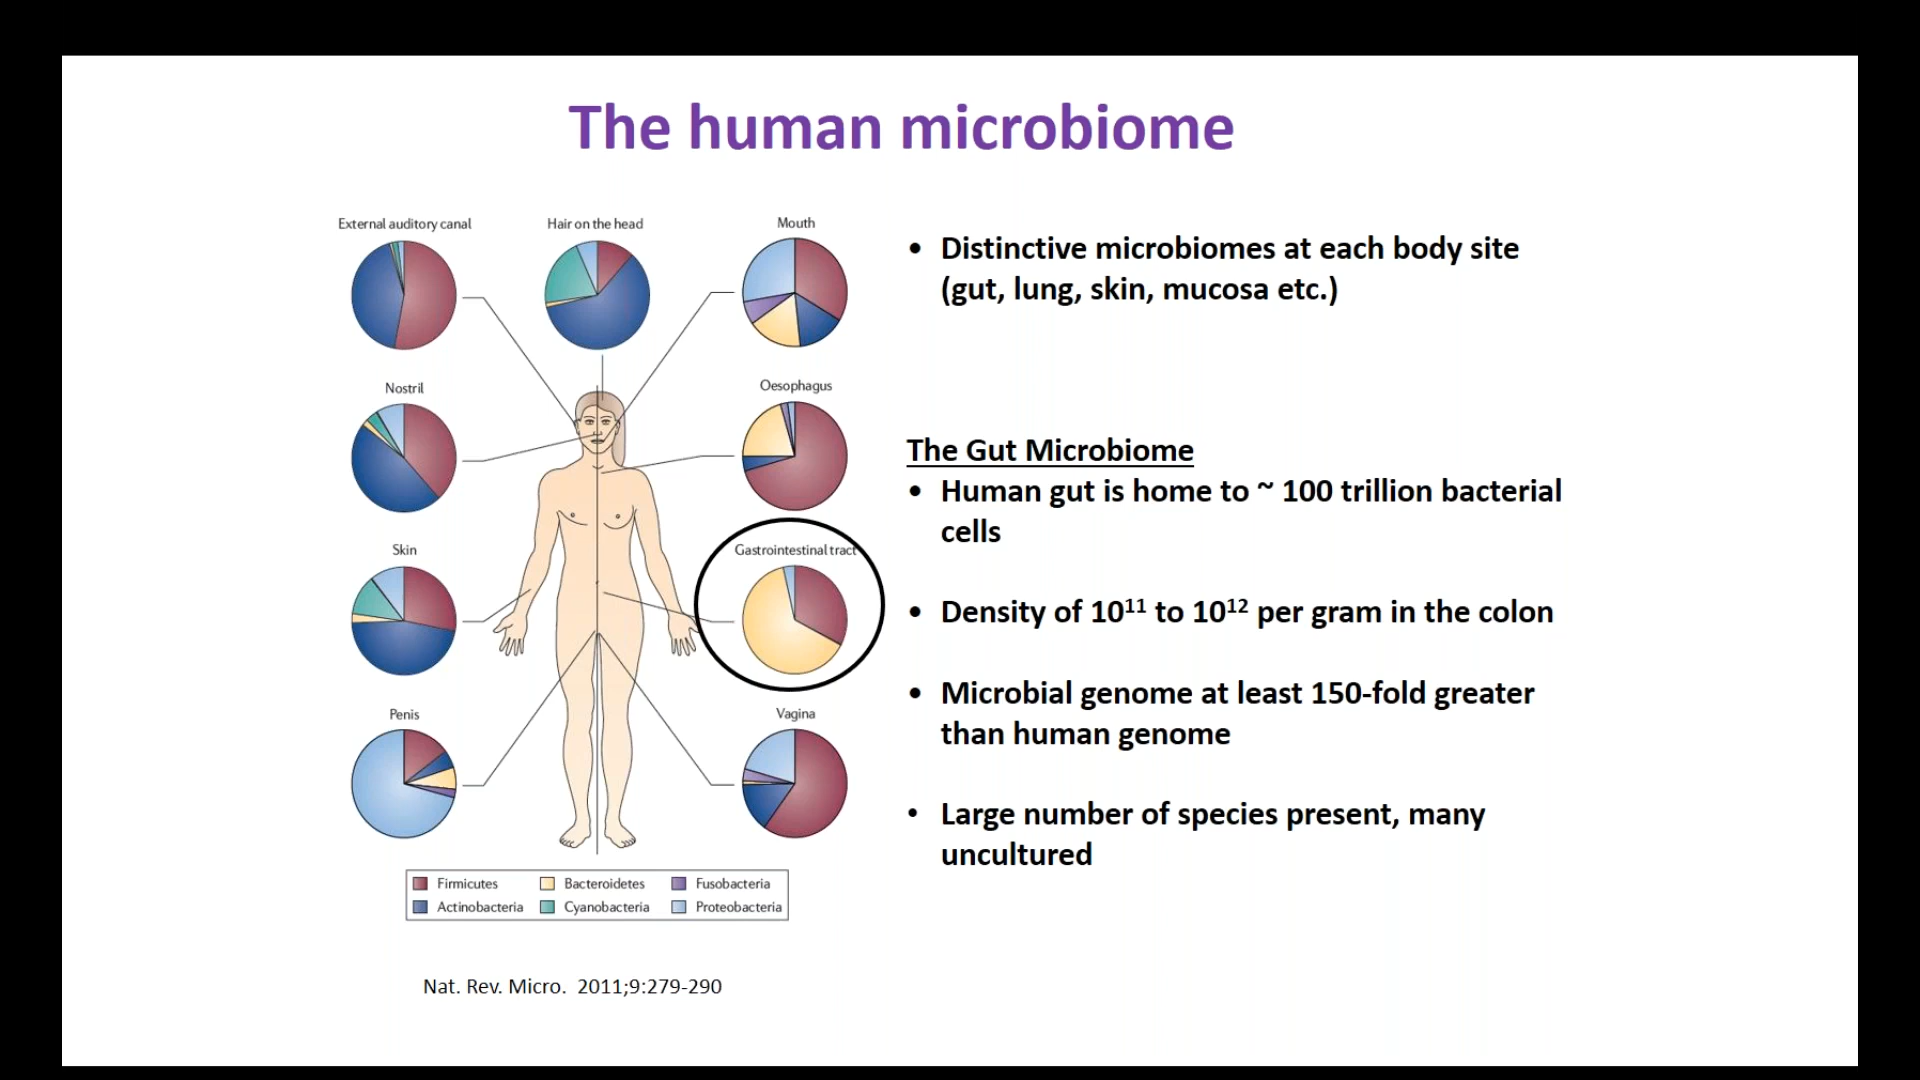 The human microbiome
External auditory canal
Hair on the head
Mouth
Nostril
Oesophagus
Skin
Gastrointestinal tract
Penis
Vagina
Firmicutes
Bacteroidetes
Fusobacteria
Actinobacteria
Cyanobacteria
Proteobacteria
Nat. Rev. Micro. 2011;9:279-290
• Distinctive microbiomes at each body site
(gut, lung, skin, mucosa etc.)
The Gut Microbiome
• Human gut is home to ~ 100 trillion bacterial
cells
• Density of 10¹¹ to 10¹² per gram in the colon
• Microbial genome at least 150-fold greater
than human genome
• Large number of species present, many
uncultured